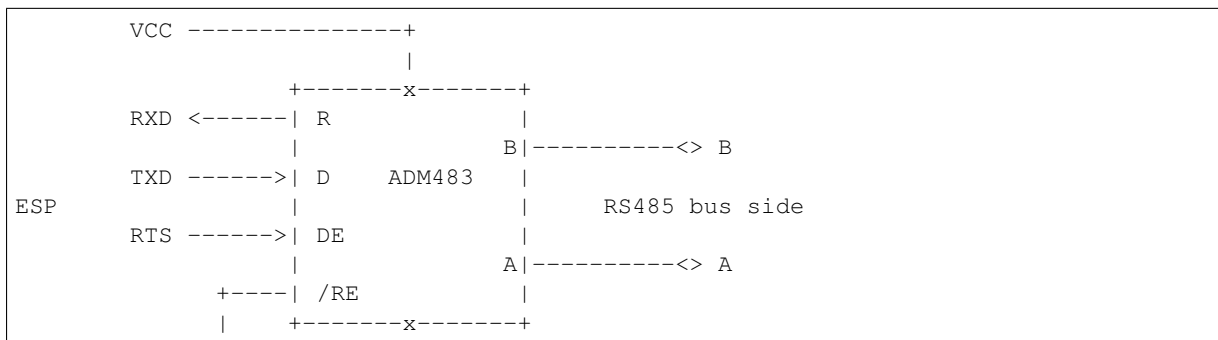 VCC ---------------+
|
+-------x-------+
RXD <------| R |
| B|----------<> B
TXD ------>| D ADM483 |
ESP | | RS485 bus side
RTS ------>| DE |
| A|----------<> A
+----| /RE |
| +-------x-------+